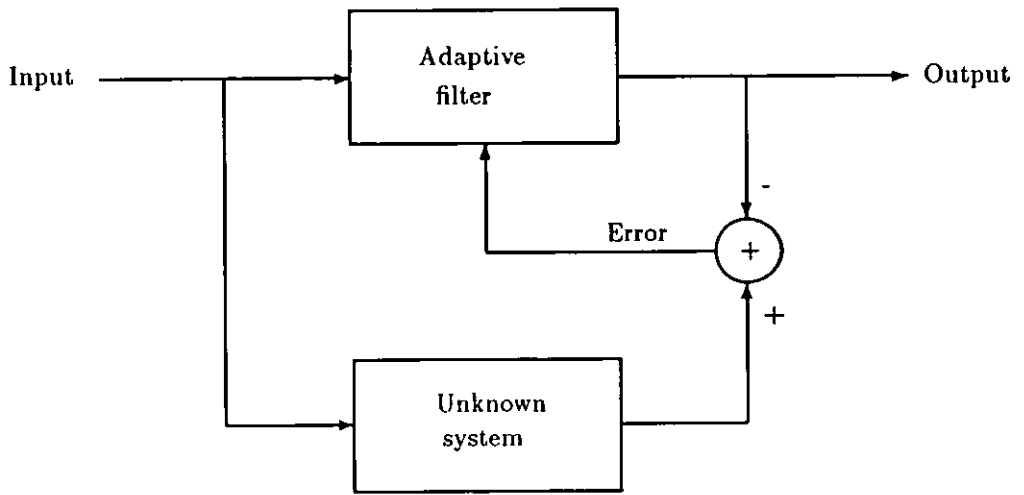 Adaptive
filter
Input
Output
-
Error
+
+
Unknown
system